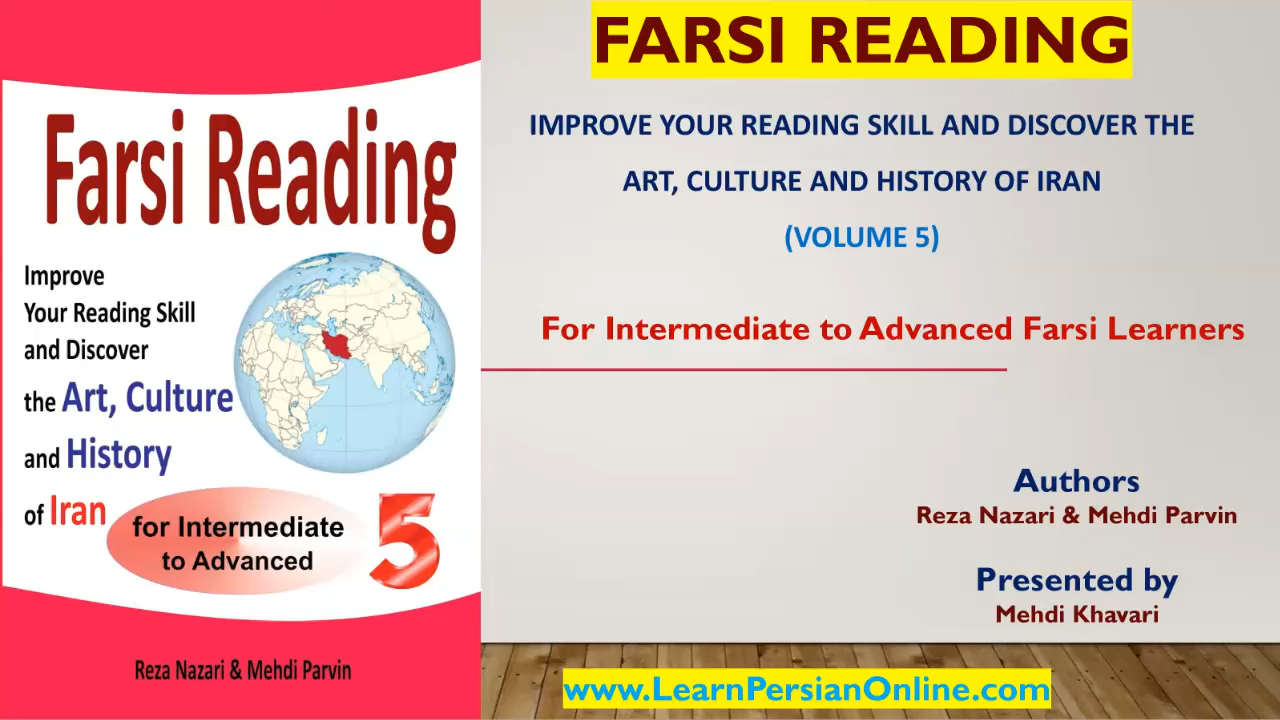 Farsi Reading
Improve
Your Reading Skill
and Discover
the Art, Culture
and History
of Iran
for Intermediate
to Advanced
5
Reza Nazari & Mehdi Parvin
FARSI READING
IMPROVE YOUR READING SKILL AND DISCOVER THE
ART, CULTURE AND HISTORY OF IRAN
(VOLUME 5)
For Intermediate to Advanced Farsi Learners
Authors
Reza Nazari & Mehdi Parvin
Presented by
Mehdi Khavari
www.LearnPersianOnline.com